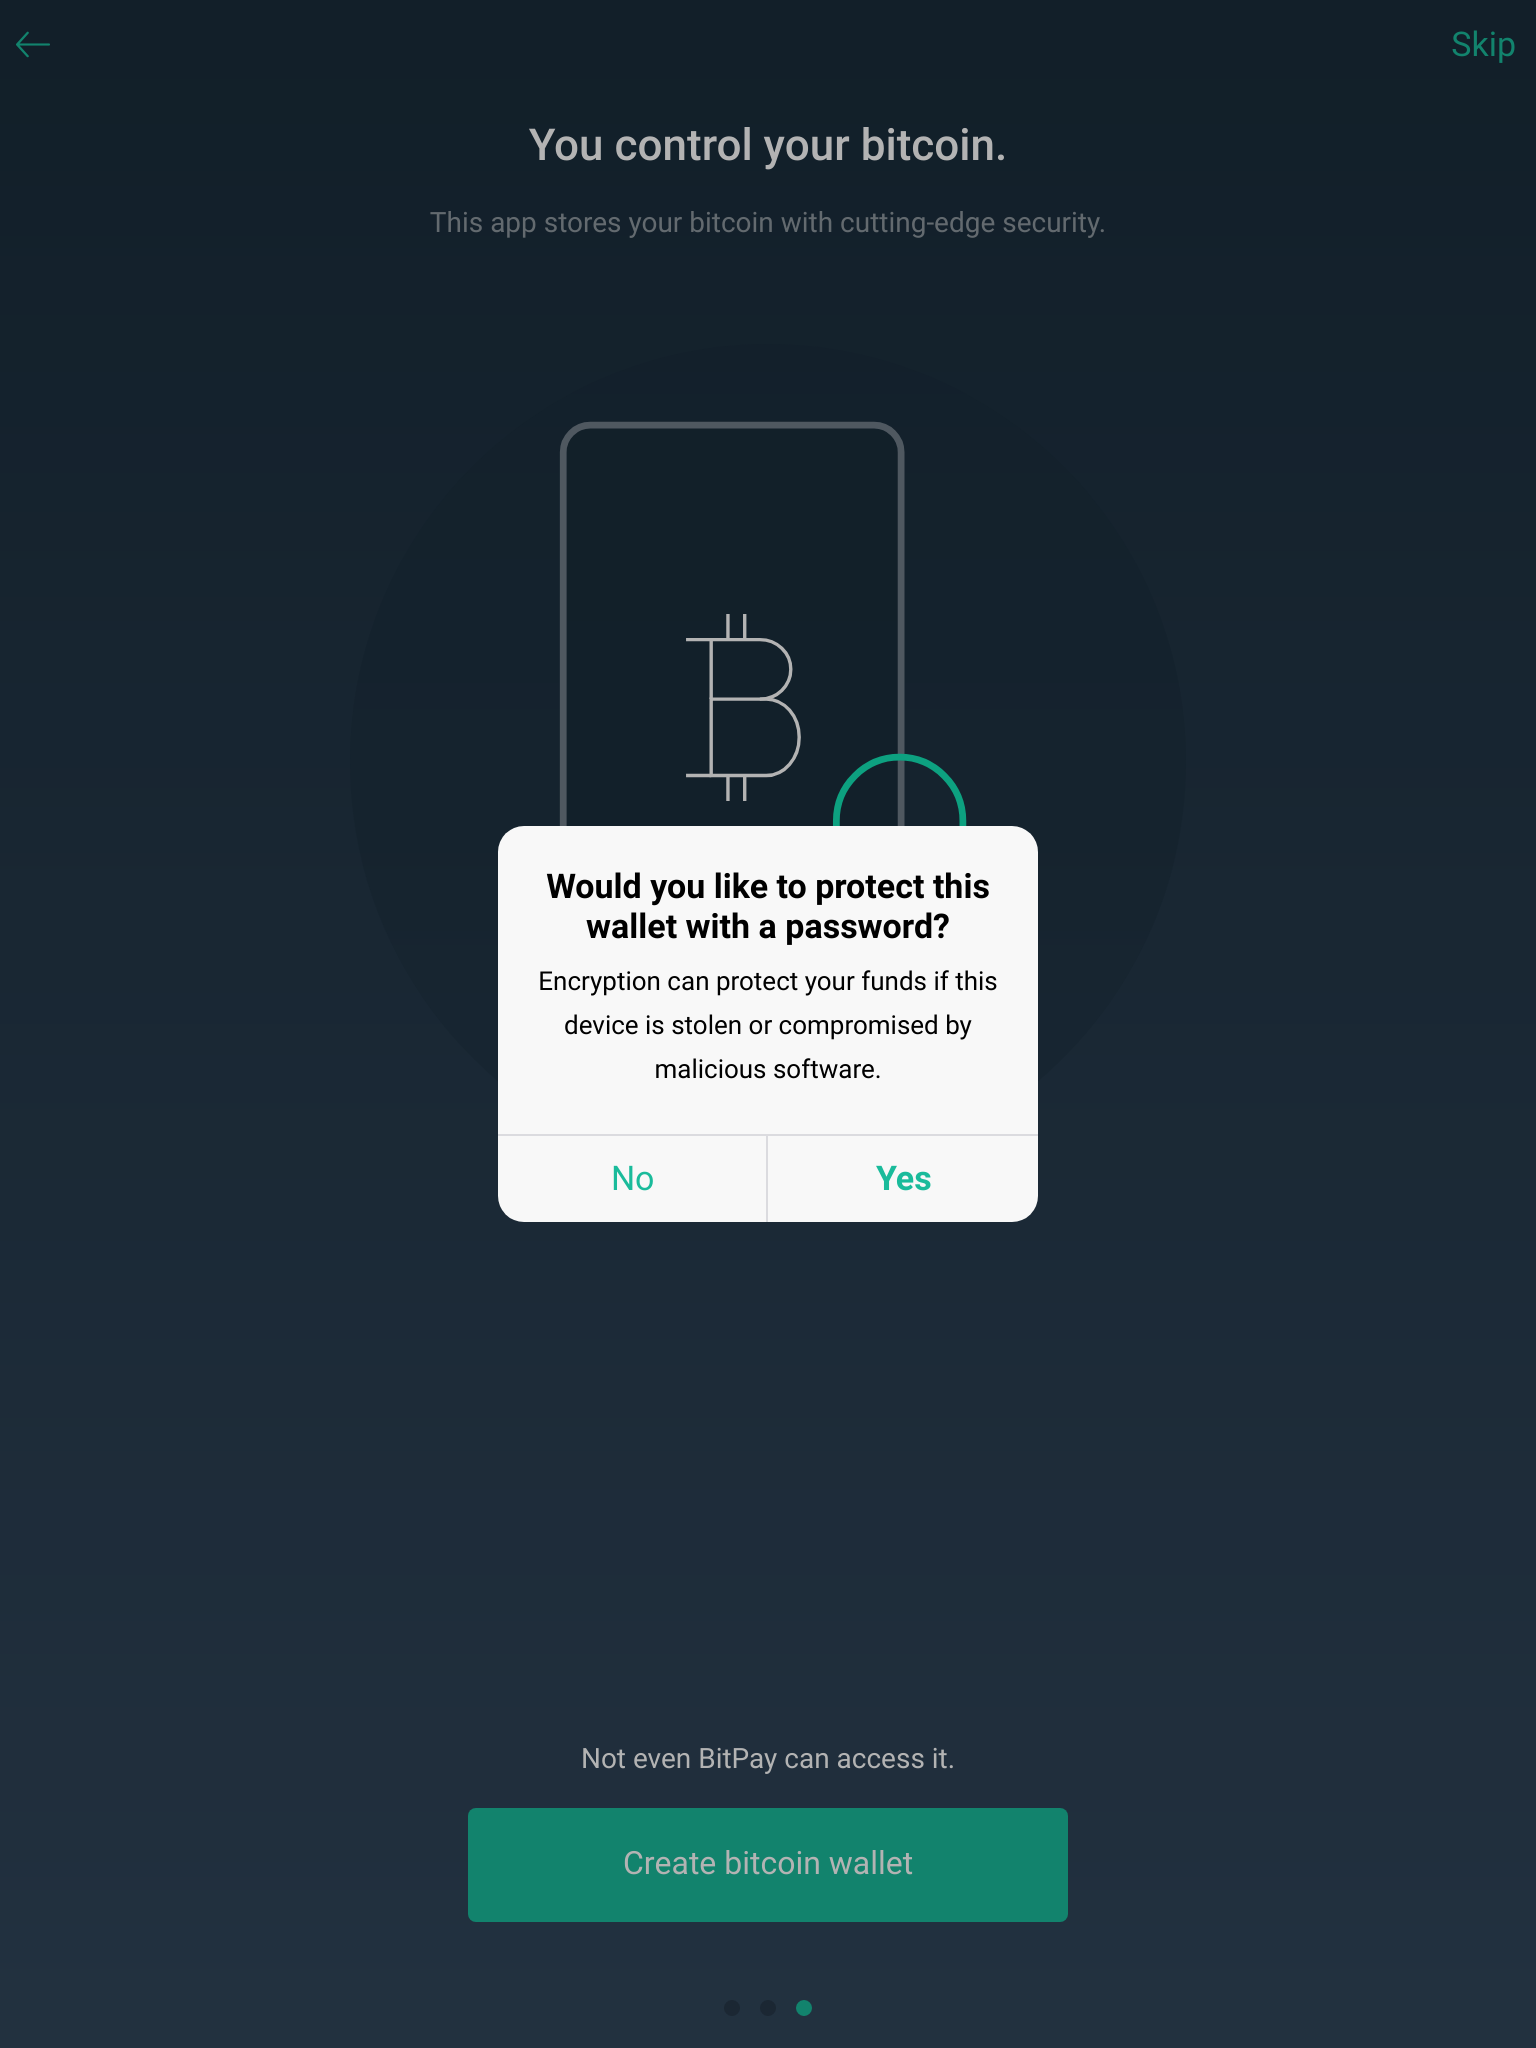 Skip
You control your bitcoin.
This app stores your bitcoin with cutting-edge security.
Would you like to protect this
wallet with a password?
Encryption can protect your funds if this
device is stolen or compromised by
malicious software.
No
Yes
Not even BitPay can access it.
Create bitcoin wallet